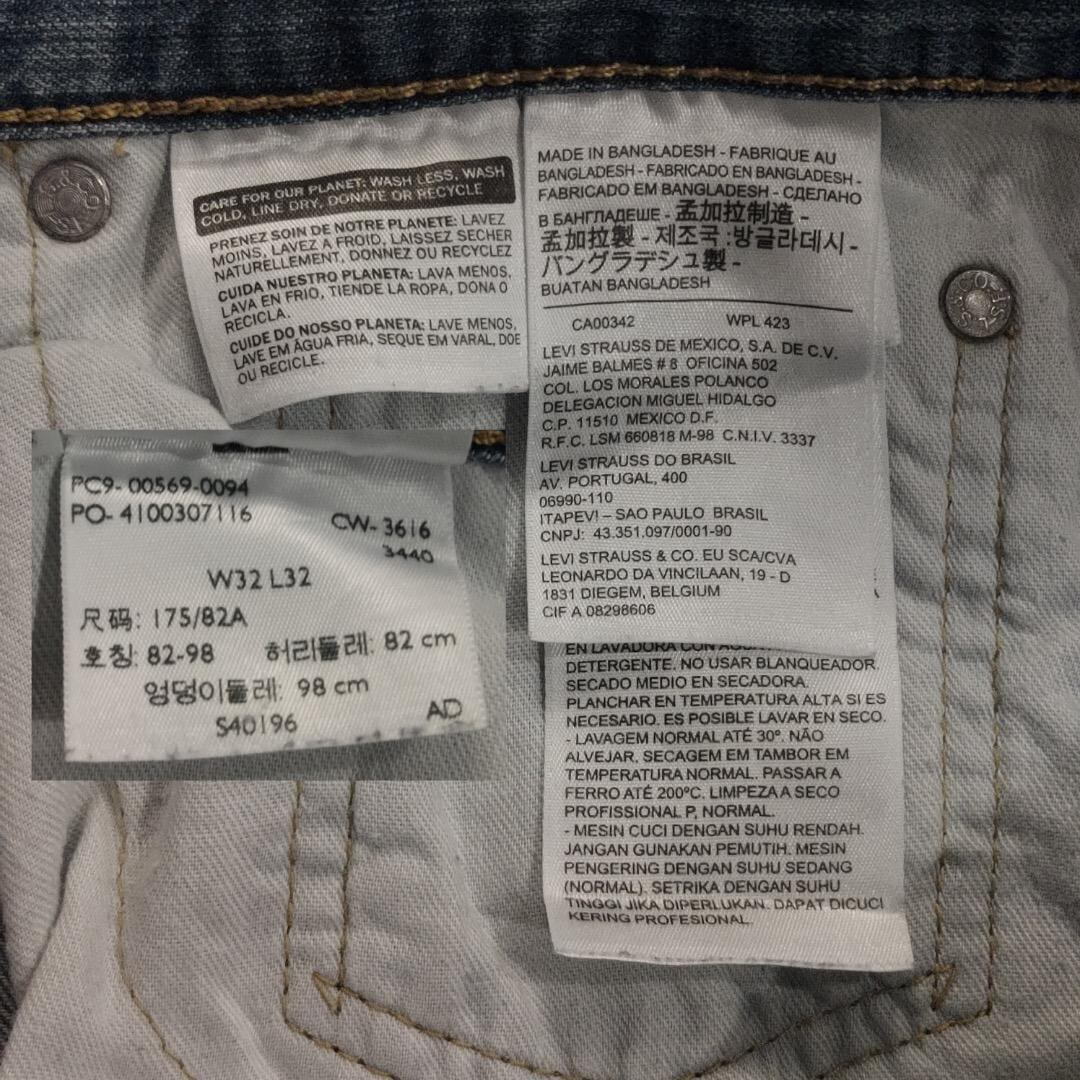 CARE FOR OUR PLANET: WASH LESS, WASH
COLD, LINE DRY, DONATE OR RECYCLE
PRENEZ SOIN DE NOTRE PLANETE: LAVEZ
MOINS, LAVEZ A FROID, LAISSEZ SECHER
NATURELLEMENT, DONNEZ OU RECYCLEZ
CUIDA NUESTRO PLANETA: LAVA MENOS,
LAVA EN FRIO, TIENDE LA ROPA, DONA O
RECICLA.
CUIDE DO NOSSO PLANETA: LAVE MENOS,
LAVE EM ÁGUA FRIA, SEQUE EM VARAL, DOE
OU RECICLE.
MADE IN BANGLADESH - FABRIQUE AU
BANGLADESH - FABRICADO EN BANGLADESH -
FABRICADO EM BANGLADESH - СДЕЛАНО
В БАНГЛАДЕШЕ - 孟加拉制造 -
孟加拉製 - 제조국 : 방글라데시 -
バングラデシュ製 -
BUATAN BANGLADESH
CA00342 WPL 423
LEVI STRAUSS DE MEXICO, S.A. DE C.V.
JAIME BALMES # 8 OFICINA 502
COL. LOS MORALES POLANCO
DELEGACION MIGUEL HIDALGO
C.P. 11510 MEXICO D.F.
R.F.C. LSM 660818 M-98 C.N.I.V. 3337
LEVI STRAUSS DO BRASIL
AV. PORTUGAL, 400
06990-110
ITAPEVI – SAO PAULO BRASIL
CNPJ: 43.351.097/0001-90
LEVI STRAUSS & CO. EU SCA/CVA
LEONARDO DA VINCILAAN, 19 - D
1831 DIEGEM, BELGIUM
CIF A 08298606
PC9- 00569-0094
PO- 4100307116
CW- 3616
3440
W32 L32
尺码: 175/82A
호칭: 82-98 허리둘레: 82 cm
엉덩이둘레: 98 cm
S40196
AD
EN LAVADORA CON AGUA
DETERGENTE. NO USAR BLANQUEADOR.
SECADO MEDIO EN SECADORA.
PLANCHAR EN TEMPERATURA ALTA SI ES
NECESARIO. ES POSIBLE LAVAR EN SECO.
- LAVAGEM NORMAL ATÉ 30°. NÃO
ALVEJAR. SECAGEM EM TAMBOR EM
TEMPERATURA NORMAL. PASSAR A
FERRO ATÉ 200ºC. LIMPEZA A SECO
PROFISSIONAL P, NORMAL.
- MESIN CUCI DENGAN SUHU RENDAH.
JANGAN GUNAKAN PEMUTIH. MESIN
PENGERING DENGAN SUHU SEDANG
(NORMAL). SETRIKA DENGAN SUHU
TINGGI JIKA DIPERLUKAN. DAPAT DICUCI
KERING PROFESIONAL.